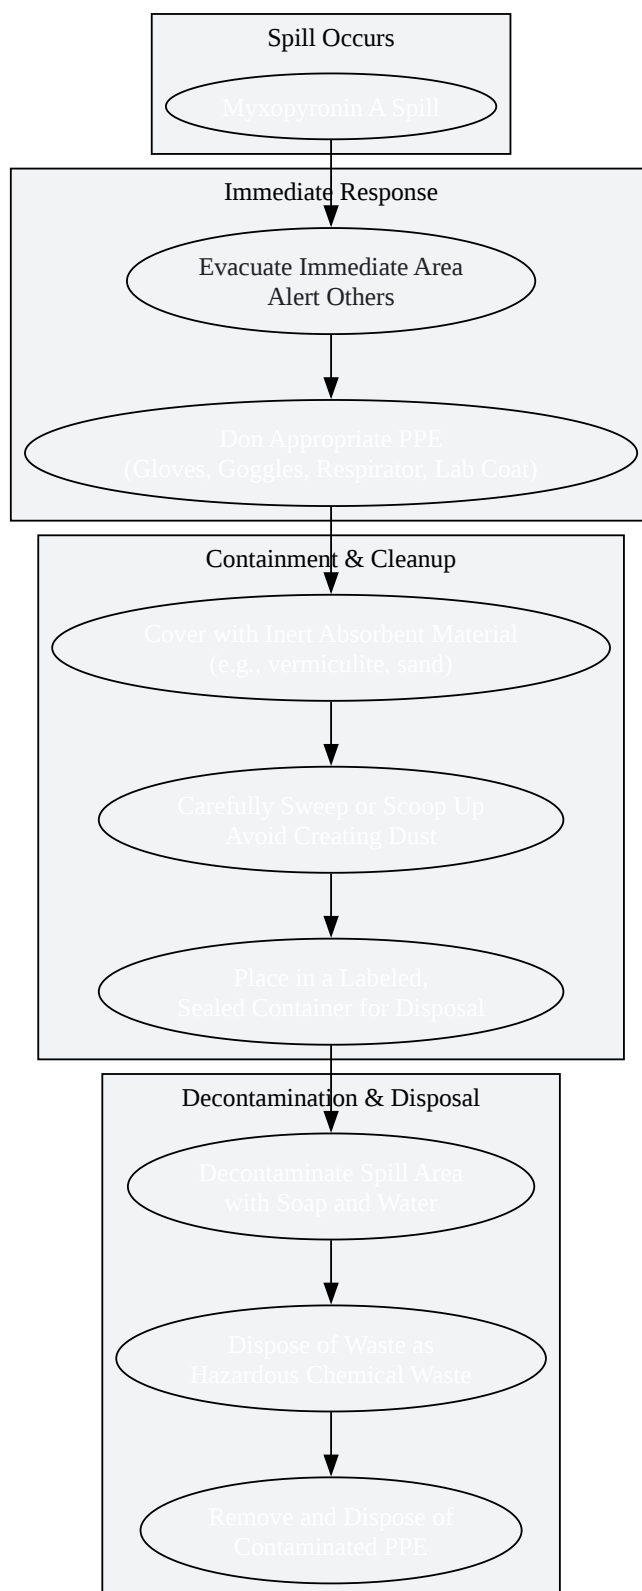 Spill Occurs
Myxopyronin A Spill
Immediate Response
Evacuate Immediate Area
Alert Others
Don Appropriate PPE
(Gloves, Goggles, Respirator, Lab Coat)
Containment & Cleanup
Cover with Inert Absorbent Material
(e.g., vermiculite, sand)
Carefully Sweep or Scoop Up
Avoid Creating Dust
Place in a Labeled,
Sealed Container for Disposal
Decontamination & Disposal
Decontaminate Spill Area
with Soap and Water
Dispose of Waste as
Hazardous Chemical Waste
Remove and Dispose of
Contaminated PPE